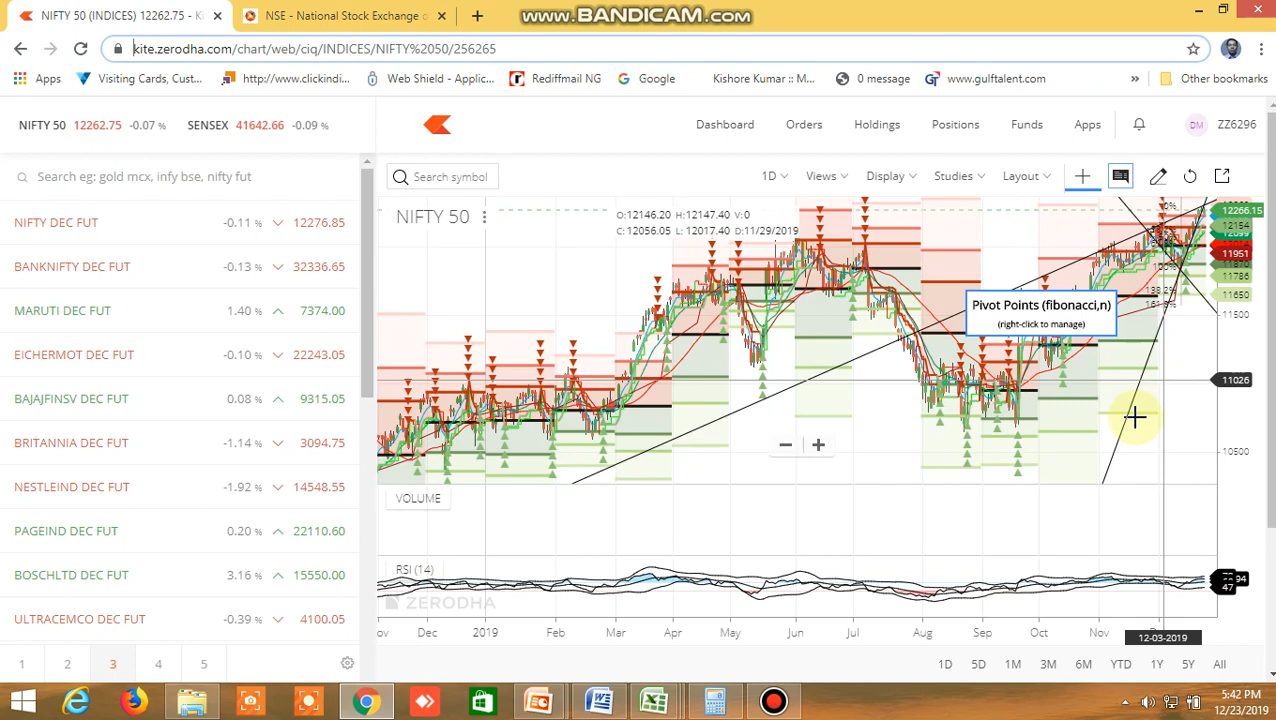 NIFTY 50 (INDICES) 12262.75 - Ki
NSE - National Stock Exchange o
www.BANDICAM.com
kite.zerodha.com/chart/web/ciq/INDICES/NIFTY%2050/256265
Apps
Visiting Cards, Cust...
http://www.clickindi...
Web Shield - Applic...
Rediffmail NG
Google
Kishore Kumar :: M...
0 message
www.gulftalent.com
»
Other bookmarks
NIFTY 50 12262.75 -0.07 % SENSEX 41642.66 -0.09 %
Dashboard Orders Holdings Positions Funds Apps DM ZZ6296
Search eg: gold mcx, infy bse, nifty fut
Search symbol 1D Views Display Studies Layout
NIFTY DEC FUT -0.11 % 12276.85
BANKNIFTY DEC FUT -0.13 % 32336.65
MARUTI DEC FUT 1.40 % 7374.00
EICHERMOT DEC FUT -0.10 % 22243.05
BAJAJFINSV DEC FUT 0.08 % 9315.05
BRITANNIA DEC FUT -1.14 % 3094.75
NESTLEIND DEC FUT -1.92 % 14548.55
PAGEIND DEC FUT 0.20 % 22110.60
BOSCHLTD DEC FUT 3.16 % 15550.00
ULTRACEMCO DEC FUT -0.39 % 4100.05
1 2 3 4 5
NIFTY 50
O:12146.20 H:12147.40 V:0
C: 12056.05 L: 12017.40 D:11/29/2019
Pivot Points (fibonacci,n)
(right-click to manage)
12266.15
12154
11951
11786
11650
11500
11026
10500
VOLUME
RSI (14)
47
ZERODHA
Dec 2019 Feb Mar Apr May Jun Jul Aug Sep Oct Nov
12-03-2019
1D 5D 1M 3M 6M YTD 1Y 5Y All
5:42 PM
12/23/2019